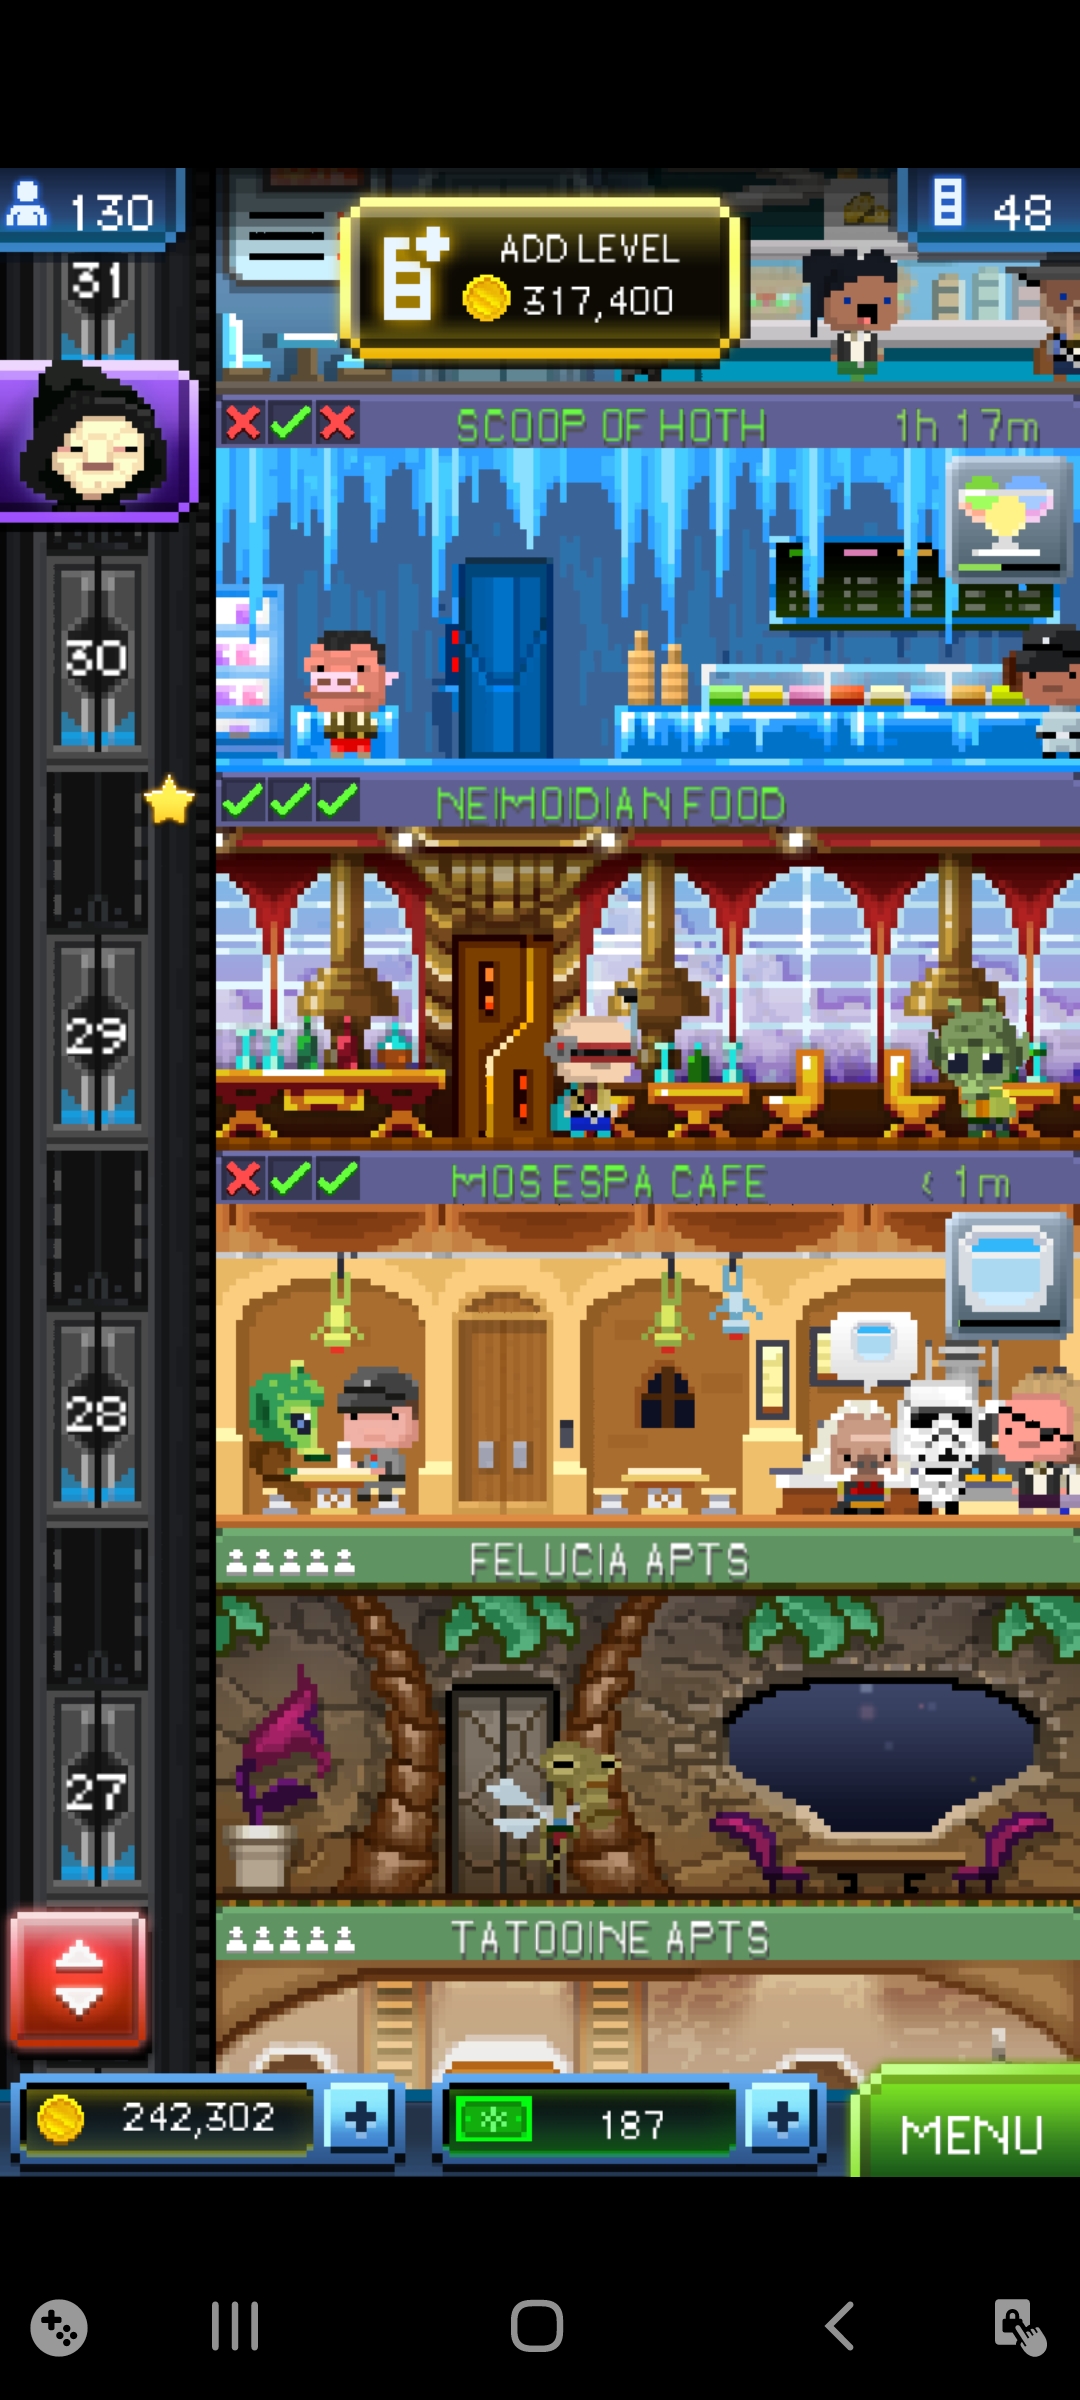 130
ADD LEVEL
317,400
48
31
SCOOP OF HOTH 1h 17m
30
NEIMOIDIAN FOOD
29
MOS ESPA CAFE < 1m
28
FELUCIA APTS
27
TATOOINE APTS
242,302 + 187 + MENU